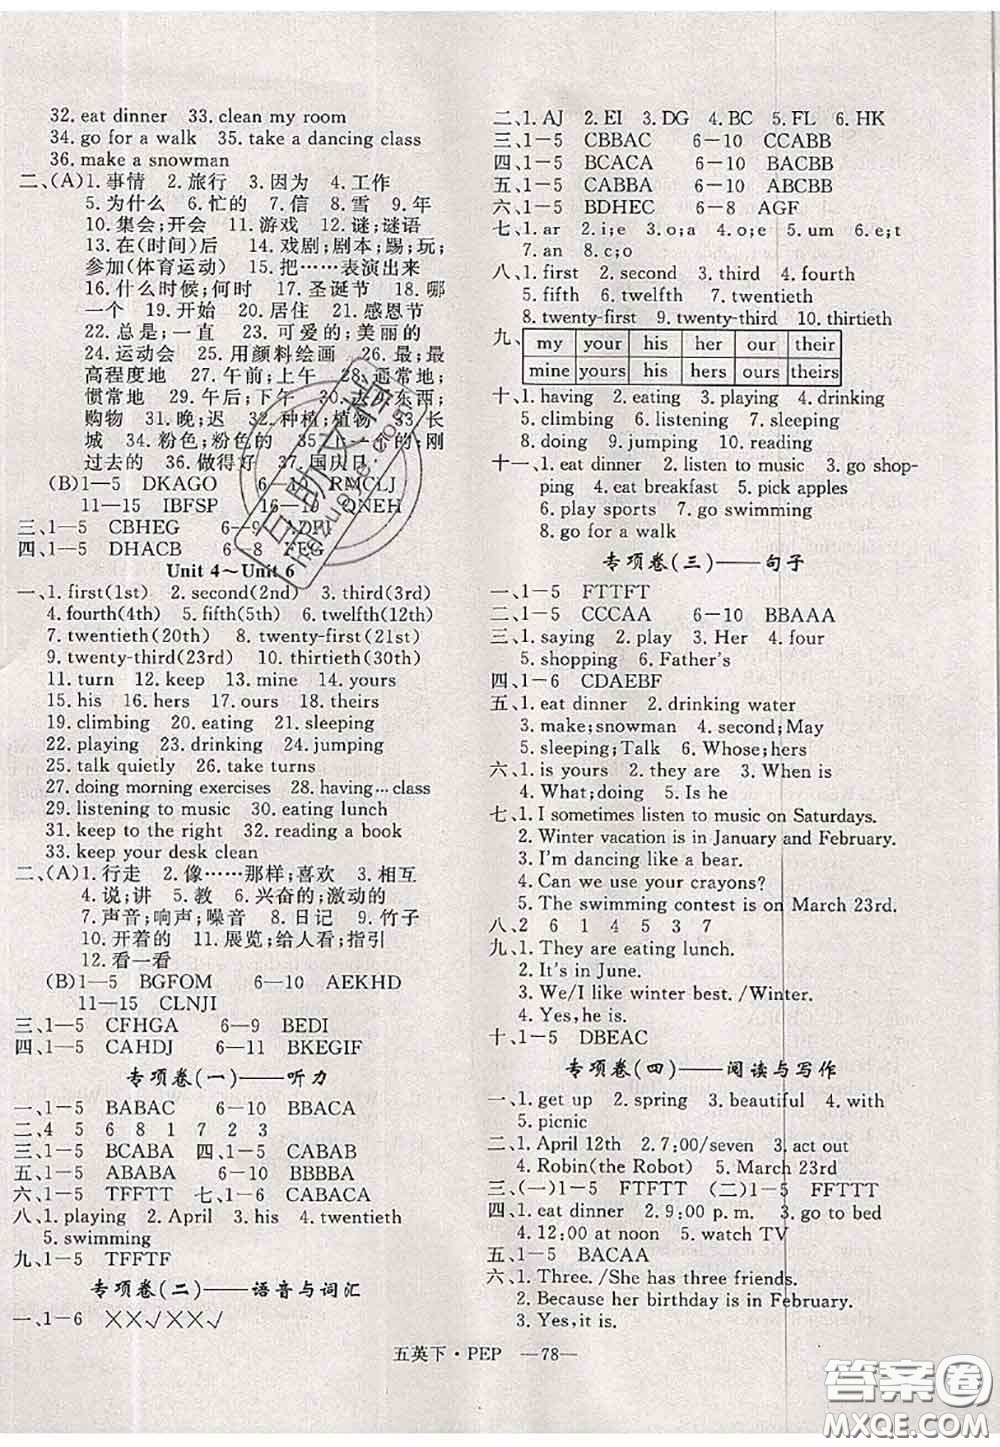 32. eat dinner 33. clean my room
34. go for a walk 35. take a dancing class
36. make a snowman
二、(A)1. 事情 2. 旅行 3. 因为 4. 工作
5. 为什么 6. 忙的 7. 信 8. 雪 9. 年
10. 集会;开会 11. 游戏 12. 谜;谜语
13. 在(时间)后 14. 戏剧;剧本;踢;玩;
参加(体育运动) 15. 把……表演出来
16. 什么时候;何时 17. 圣诞节 18. 哪
一个 19. 开始 20. 居住 21. 感恩节
22. 总是;一直 23. 可爱的;美丽的
24. 运动会 25. 用颜料绘画 26. 最;最
高程度地 27. 午前;上午 28. 通常地;
惯常地 29. 午后;下午 30. 去买东西;
购物 31. 晚;迟 32. 种植;植物 33. 长
城 34. 粉色;粉色的 35. 上一个的;刚
过去的 36. 做得好 37. 国庆日
(B)1—5 DKAGO 6—10 RMCLJ
11—15 IBFSP 16—19 QNEH
三、1—5 CBHEG 6—9 ADFI
四、1—5 DHACB 6—8 FEG
Unit 4～Unit 6
一、1. first(1st) 2. second(2nd) 3. third(3rd)
4. fourth(4th) 5. fifth(5th) 6. twelfth(12th)
7. twentieth(20th) 8. twenty-first(21st)
9. twenty-third(23rd) 10. thirtieth(30th)
11. turn 12. keep 13. mine 14. yours
15. his 16. hers 17. ours 18. theirs
19. climbing 20. eating 21. sleeping
22. playing 23. drinking 24. jumping
25. talk quietly 26. take turns
27. doing morning exercises 28. having…class
29. listening to music 30. eating lunch
31. keep to the right 32. reading a book
33. keep your desk clean
二、(A)1. 行走 2. 像……那样;喜欢 3. 相互
4. 说;讲 5. 教 6. 兴奋的;激动的
7. 声音;响声;噪音 8. 日记 9. 竹子
10. 开着的 11. 展览;给人看;指引
12. 看一看
(B)1—5 BGFOM 6—10 AEKHD
11—15 CLNJI
三、1—5 CFHGA 6—9 BEDI
四、1—5 CAHDJ 6—11 BKEGIF
专项卷(一)——听力
一、1—5 BABAC 6—10 BBACA
二、4 5 6 8 1 7 2 3
三、1—5 BCABA 四、1—5 CABAB
五、1—5 ABABA 6—10 BBBBA
六、1—5 TFFTT 七、1—6 CABACA
八、1. playing 2. April 3. his 4. twentieth
5. swimming
九、1—5 TFFTF
专项卷(二)——语音与词汇
一、1—6 ××√××√
二、1. AJ 2. EI 3. DG 4. BC 5. FL 6. HK
三、1—5 CBBAC 6—10 CCABB
四、1—5 BCACA 6—10 BACBB
五、1—5 CABBA 6—10 ABCBB
六、1—5 BDHEC 6—8 AGF
七、1. ar 2. i;e 3. o;a 4. o;e 5. um 6. e;t
7. an 8. c;o
八、1. first 2. second 3. third 4. fourth
5. fifth 6. twelfth 7. twentieth
8. twenty-first 9. twenty-third 10. thirtieth
九、 my your his her our their
mine yours his hers ours theirs
十、1. having 2. eating 3. playing 4. drinking
5. climbing 6. listening 7. sleeping
8. doing 9. jumping 10. reading
十一、1. eat dinner 2. listen to music 3. go shop-
ping 4. eat breakfast 5. pick apples
6. play sports 7. go swimming
8. go for a walk
专项卷(三)——句子
一、1—5 FTTFT
二、1—5 CCCAA 6—10 BBAAA
三、1. saying 2. play 3. Her 4. four
5. shopping 6. Father's
四、1—6 CDAEBF
五、1. eat dinner 2. drinking water
3. make;snowman 4. second;May
5. sleeping;Talk 6. Whose;hers
六、1. is yours 2. they are 3. When is
4. What;doing 5. Is he
七、1. I sometimes listen to music on Saturdays.
2. Winter vacation is in January and February.
3. I'm dancing like a bear.
4. Can we use your crayons?
5. The swimming contest is on March 23rd.
八、2 6 1 4 5 3 7
九、1. They are eating lunch.
2. It's in June.
3. We/I like winter best. /Winter.
4. Yes,he is.
十、1—5 DBEAC
专项卷(四)——阅读与写作
一、1. get up 2. spring 3. beautiful 4. with
5. picnic
二、1. April 12th 2. 7:00/seven 3. act out
4. Robin(the Robot) 5. March 23rd
三、(一)1—5 FTFTT (二)1—5 FFTTT
四、1. eat dinner 2. 9:00 p. m. 3. go to bed
4. 12:00 at noon 5. watch TV
五、1—5 BACAA
六、1. Three. /She has three friends.
2. Because her birthday is in February.
3. Yes,it is.
五英下·PEP —78—
答案圈
MXQE.COM